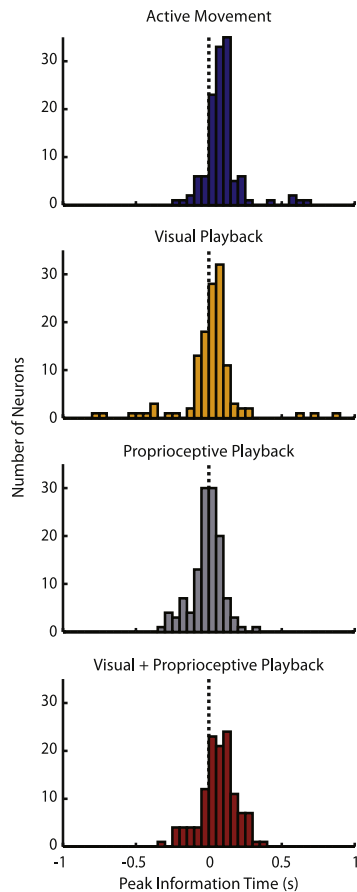 Active Movement
30
20
10
0
Visual Playback
30
20
10
0
Number of Neurons
Proprioceptive Playback
30
20
10
0
Visual + Proprioceptive Playback
30
20
10
0
-1 -0.5 0 0.5 1
Peak Information Time (s)